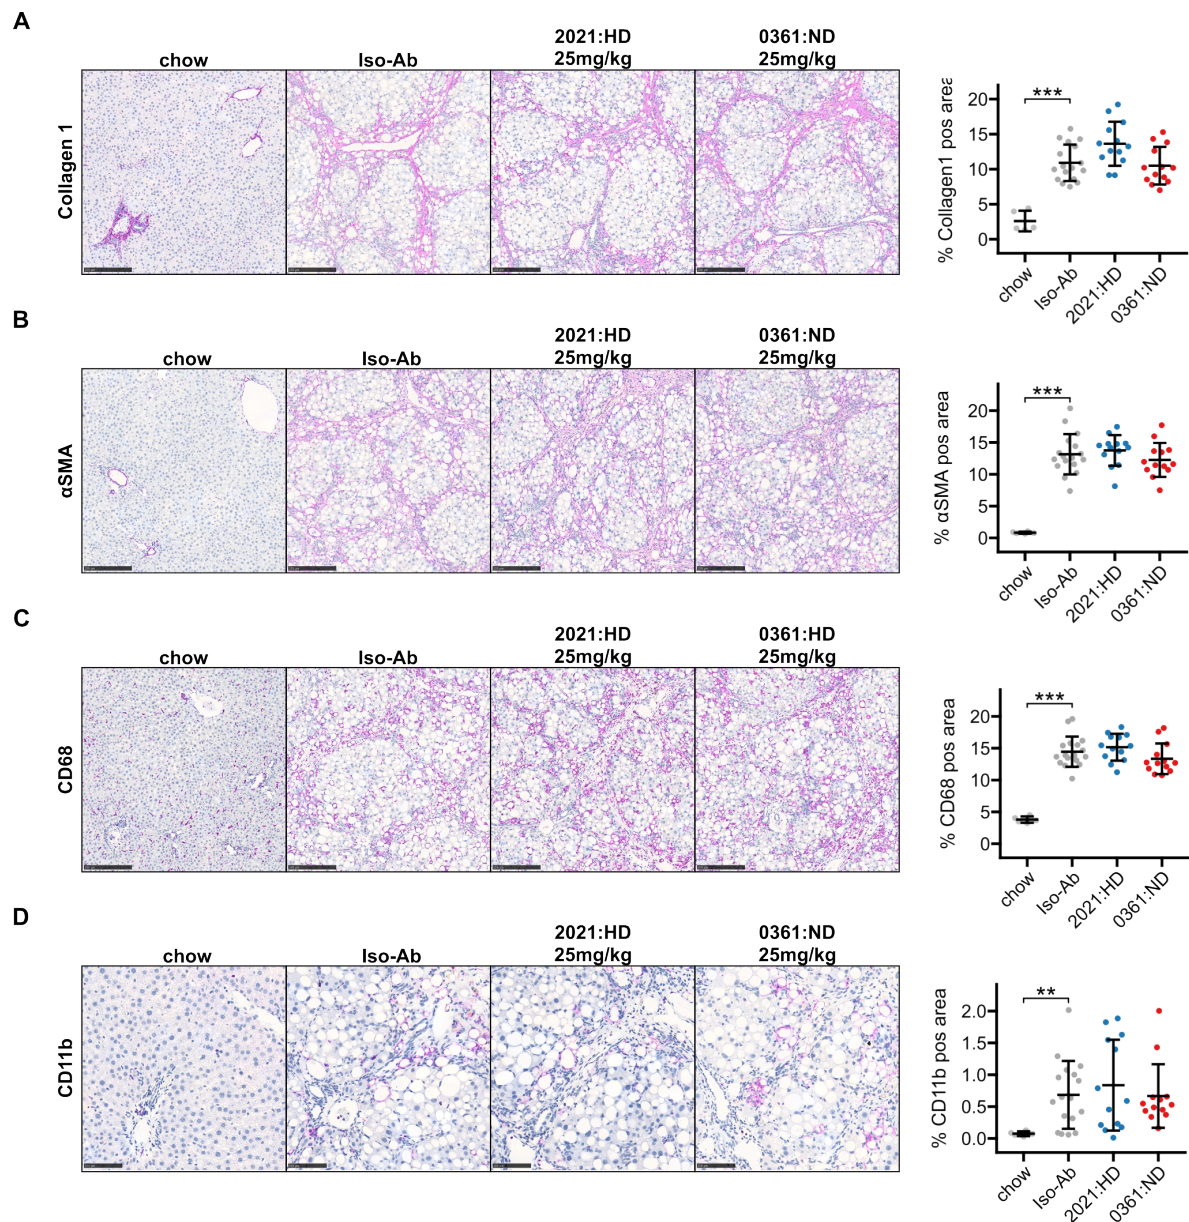 A
chow
Iso-Ab
2021:HD
25mg/kg
0361:ND
25mg/kg
Collagen 1
% Collagen1 pos area
20
15
10
5
0
***
chow
Iso-Ab
2021:HD
0361:ND
B
chow
Iso-Ab
2021:HD
25mg/kg
0361:ND
25mg/kg
αSMA
% αSMA pos area
20
15
10
5
0
***
chow
Iso-Ab
2021:HD
0361:ND
C
chow
Iso-Ab
2021:HD
25mg/kg
0361:HD
25mg/kg
CD68
% CD68 pos area
20
15
10
5
0
***
chow
Iso-Ab
2021:HD
0361:ND
D
chow
Iso-Ab
2021:HD
25mg/kg
0361:ND
25mg/kg
CD11b
% CD11b pos area
2.0
1.5
1.0
0.5
0.0
**
chow
Iso-Ab
2021:HD
0361:ND